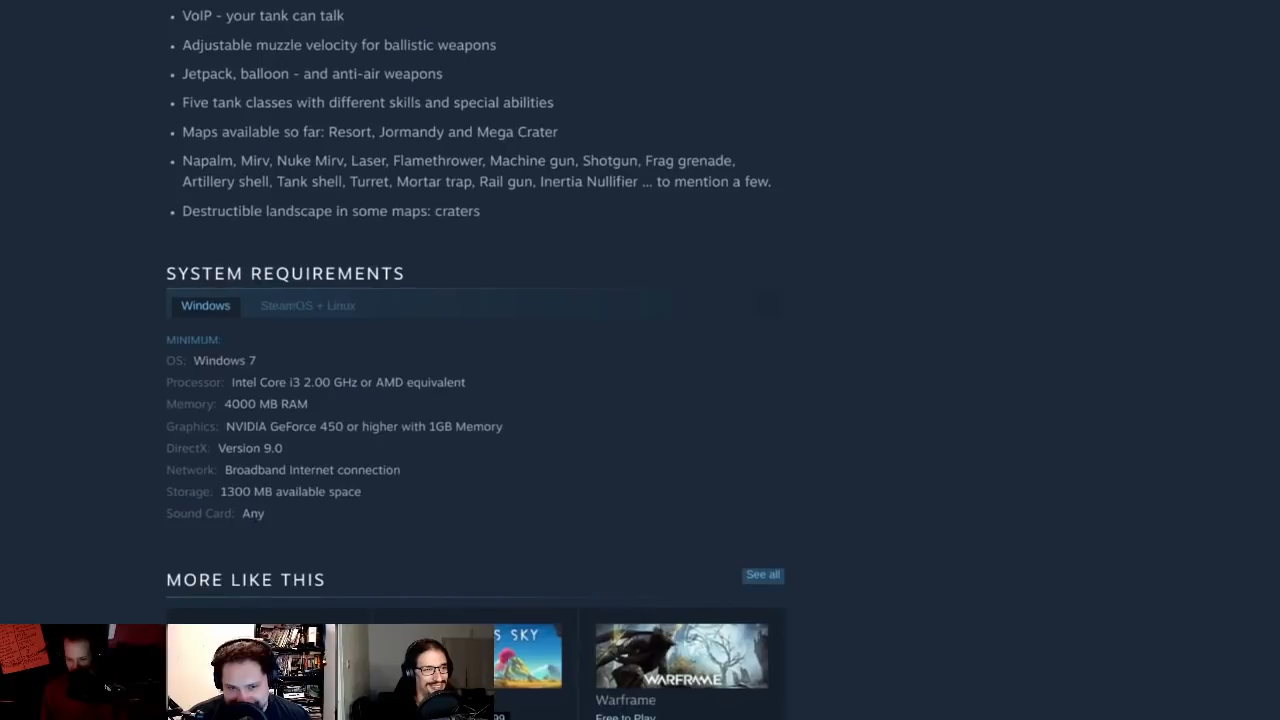 VoIP - your tank can talk
Adjustable muzzle velocity for ballistic weapons
Jetpack, balloon - and anti-air weapons
Five tank classes with different skills and special abilities
Maps available so far: Resort, Jormandy and Mega Crater
Napalm, Mirv, Nuke Mirv, Laser, Flamethrower, Machine gun, Shotgun, Frag grenade,
Artillery shell, Tank shell, Turret, Mortar trap, Rail gun, Inertia Nullifier ... to mention a few.
Destructible landscape in some maps: craters
SYSTEM REQUIREMENTS
Windows SteamOS + Linux
MINIMUM:
OS: Windows 7
Processor: Intel Core i3 2.00 GHz or AMD equivalent
Memory: 4000 MB RAM
Graphics: NVIDIA GeForce 450 or higher with 1GB Memory
DirectX: Version 9.0
Network: Broadband Internet connection
Storage: 1300 MB available space
Sound Card: Any
MORE LIKE THIS
See all
S SKY
WARFRAME
Warframe
99
Free to Play